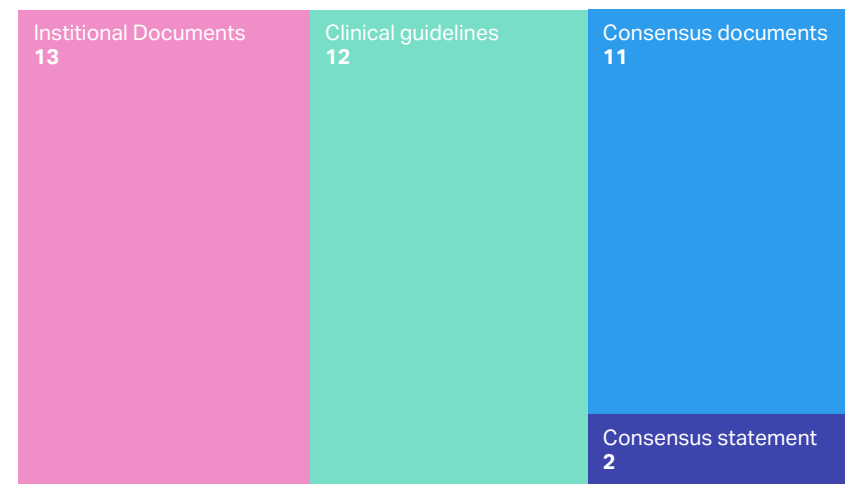 Institional Documents
13
Clinical guidelines
12
Consensus documents
11
Consensus statement
2